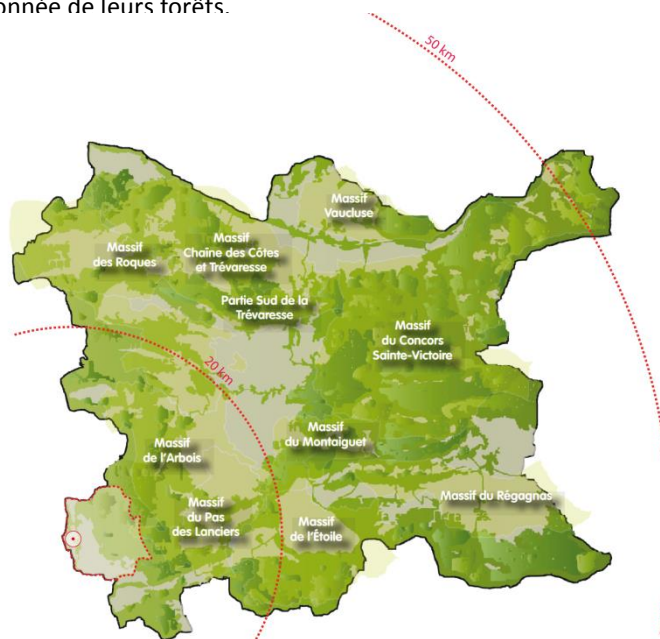 onnée de leurs forêts.
50 km
Massif
Vaucluse
Massif
des Roques
Massif
Chaîne des Côtes
et Trévaresse
Partie Sud de la
Trévaresse
Massif
du Concors
Sainte-Victoire
20 km
Massif
de l'Arbois
Massif
du Montaiguet
Massif
du Pas
des Lanciers
Massif
de l'Étoile
Massif du Régagnas